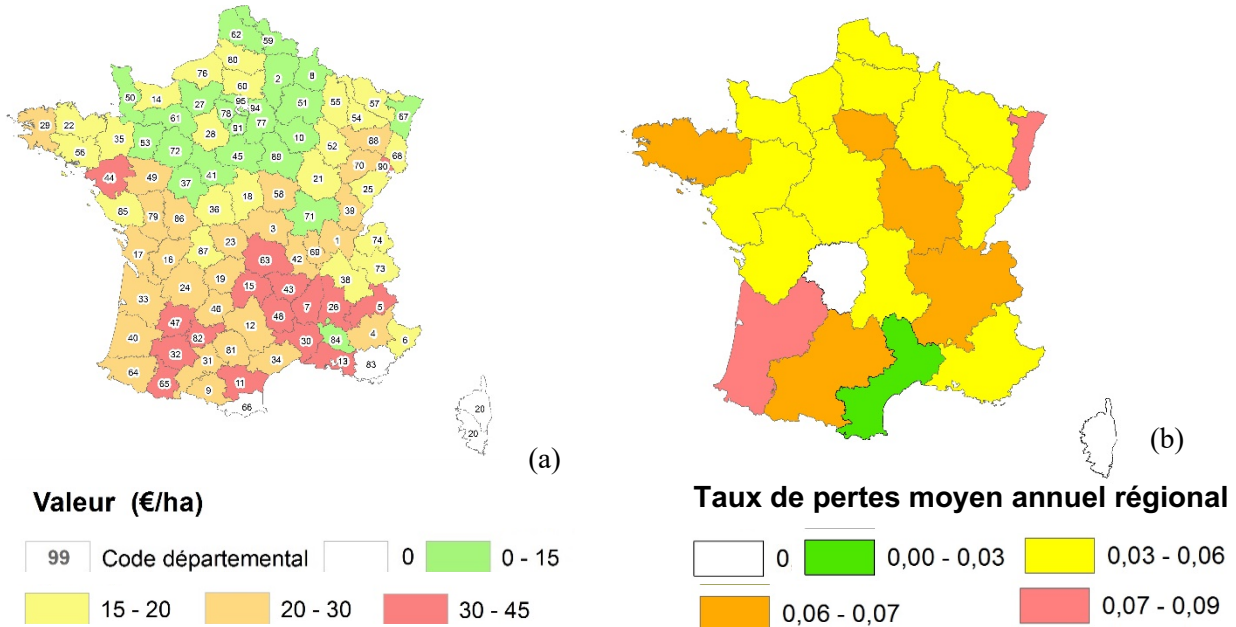 62 59
80
76 2 8
60
50 14 27 95 51 55 57
78 94 54 67
61 77
29 22 91
35 53 28 10 88
56 72 52 68
45 89 70 90
44 49 41
37 21 25
18 58
85 79 86 36 71 39
3
23 1 74
17 16 87 69
63 42
73
19 38
24 15 43
33 7 26 5
46 48
47
12 4
40 82 30 84 6
32 81
31 34 13
64 83
65 11
9
66
20
20
(a)
(b)
Valeur (€/ha)
99 Code départemental 0 0 - 15
15 - 20 20 - 30 30 - 45
Taux de pertes moyen annuel régional
0 0,00 - 0,03 0,03 - 0,06
0,06 - 0,07 0,07 - 0,09